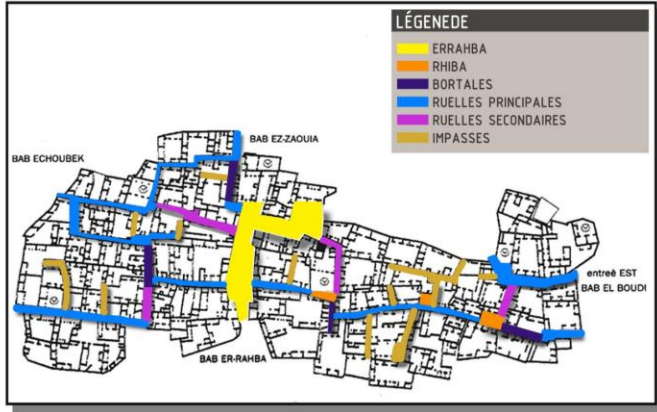 LÉGENEDE
ERRAHBA
RHIBA
BORTALES
RUELLES PRINCIPALES
RUELLES SECONDAIRES
IMPASSES
BAB EZ-ZAOUIA
BAB ECHOUBEK
entreè EST
BAB EL BOUDI
BAB ER-RAHBA